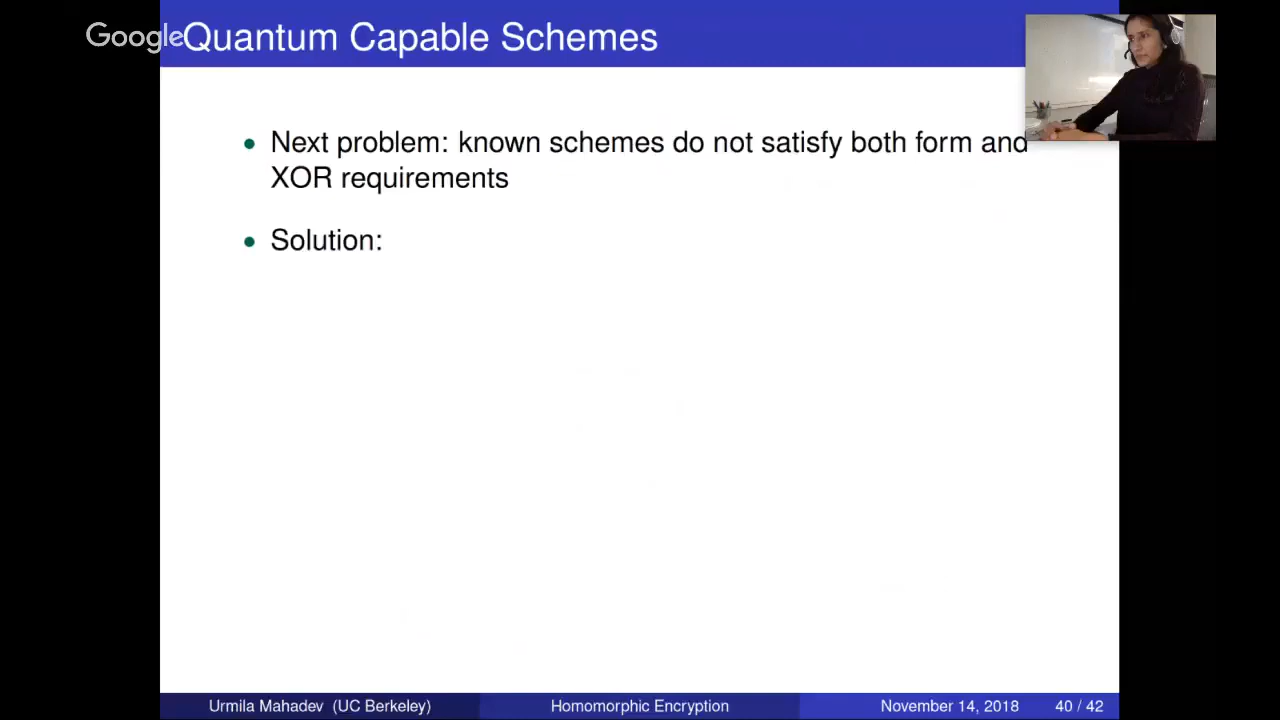 Google
Quantum Capable Schemes
• Next problem: known schemes do not satisfy both form and
XOR requirements
• Solution:
Urmila Mahadev (UC Berkeley) Homomorphic Encryption November 14, 2018 40 / 42